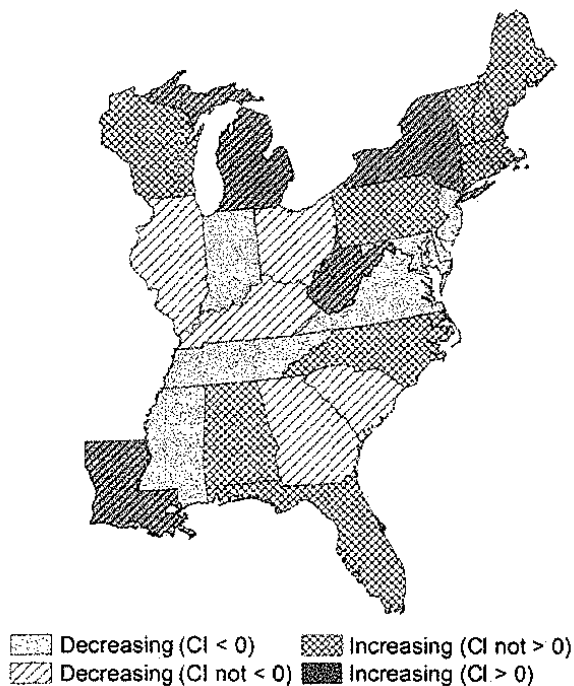 Decreasing (CI < 0)
Increasing (CI not > 0)
Decreasing (CI not < 0)
Increasing (CI > 0)